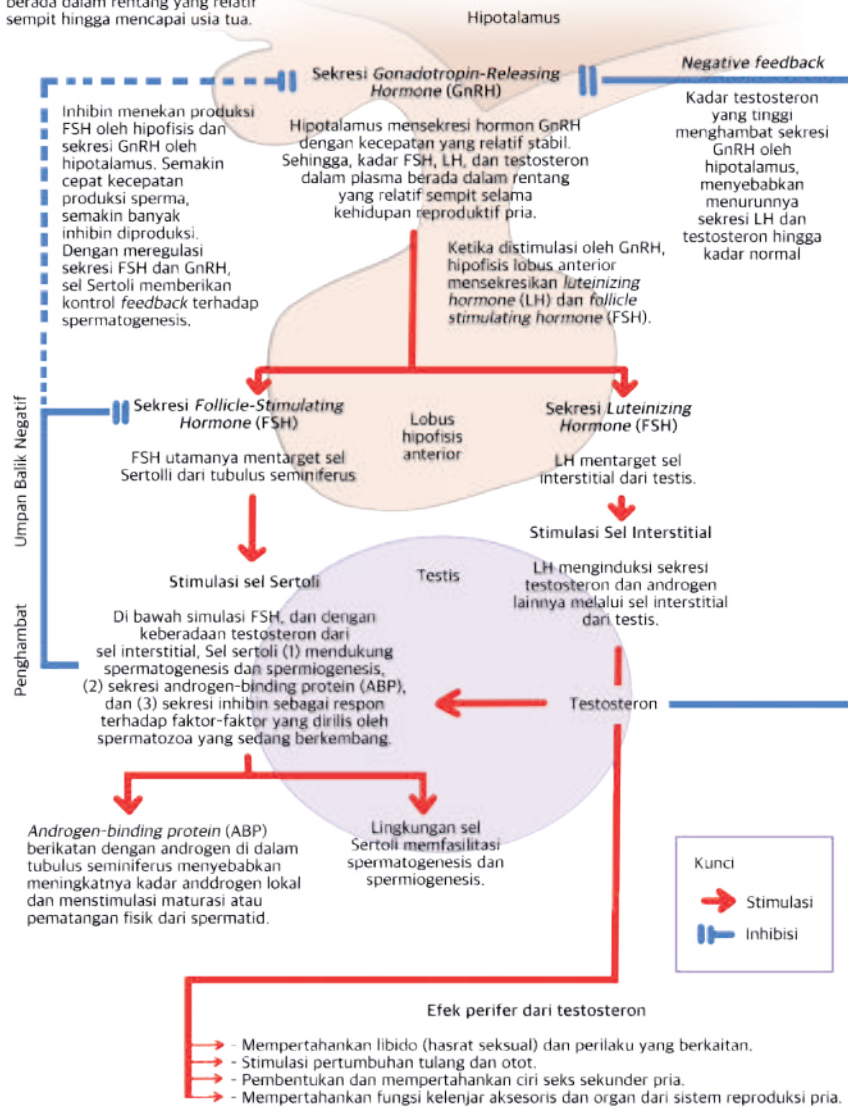 berada dalam rentang yang relatif
sempit hingga mencapai usia tua.
Hipotalamus
Sekresi Gonadotropin-Releasing
Hormone (GnRH)
Negative feedback
Inhibin menekan produksi
FSH oleh hipofisis dan
sekresi GnRH oleh
hipotalamus. Semakin
cepat kecepatan
produksi sperma,
semakin banyak
inhibin diproduksi.
Dengan meregulasi
sekresi FSH dan GnRH,
sel Sertoli memberikan
kontrol feedback terhadap
spermatogenesis.
Hipotalamus mensekresi hormon GnRH
dengan kecepatan yang relatif stabil.
Sehingga, kadar FSH, LH, dan testosteron
dalam plasma berada dalam rentang
yang relatif sempit selama
kehidupan reproduktif pria.
Kadar testosteron
yang tinggi
menghambat sekresi
GnRH oleh
hipotalamus,
menyebabkan
menurunnya
sekresi LH dan
testosteron hingga
kadar normal
Ketika distimulasi oleh GnRH,
hipofisis lobus anterior
mensekresikan luteinizing
hormone (LH) dan follicle
stimulating hormone (FSH).
Umpan Balik Negatif
Penghambat
Sekresi Follicle-Stimulating
Hormone (FSH)
Lobus
hipofisis
anterior
Sekresi Luteinizing
Hormone (FSH)
FSH utamanya mentarget sel
Sertolli dari tubulus seminiferus
LH mentarget sel
interstitial dari testis.
Stimulasi Sel Interstitial
Stimulasi sel Sertoli
Testis
LH menginduksi sekresi
testosteron dan androgen
lainnya melalui sel interstitial
dari testis.
Di bawah simulasi FSH, dan dengan
keberadaan testosteron dari
sel interstitial, Sel sertoli (1) mendukung
spermatogenesis dan spermiogenesis,
(2) sekresi androgen-binding protein (ABP),
dan (3) sekresi inhibin sebagai respon
terhadap faktor-faktor yang dirilis oleh
spermatozoa yang sedang berkembang.
Testosteron
Androgen-binding protein (ABP)
berikatan dengan androgen di dalam
tubulus seminiferus menyebabkan
meningkatnya kadar anddrogen lokal
dan menstimulasi maturasi atau
pematangan fisik dari spermatid.
Lingkungan sel
Sertoli memfasilitasi
spermatogenesis dan
spermiogenesis.
Kunci
Stimulasi
Inhibisi
Efek perifer dari testosteron
- Mempertahankan libido (hasrat seksual) dan perilaku yang berkaitan.
- Stimulasi pertumbuhan tulang dan otot.
- Pembentukan dan mempertahankan ciri seks sekunder pria.
- Mempertahankan fungsi kelenjar aksesoris dan organ dari sistem reproduksi pria.